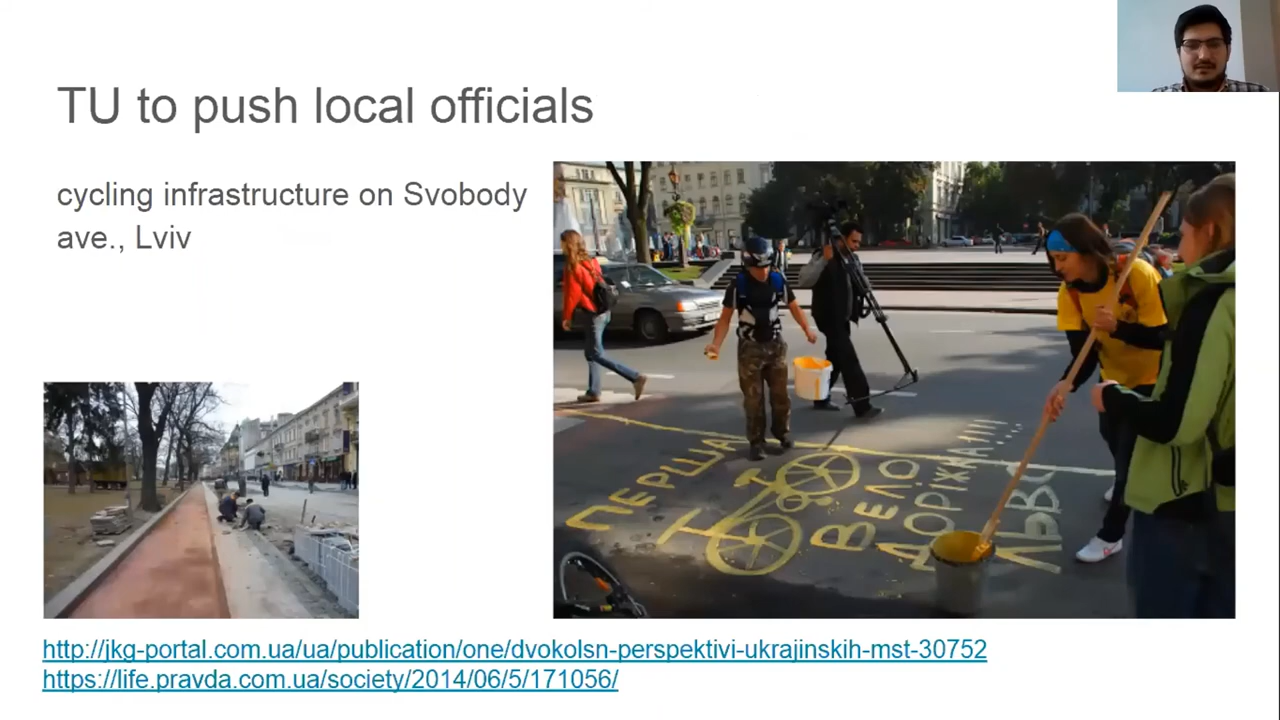 TU to push local officials
cycling infrastructure on Svobody
ave., Lviv
ПЕРША
ВЕЛО
ДОРІЖКА!!!!...
ЛЬВО
http://jkg-portal.com.ua/ua/publication/one/dvokolsn-perspektivi-ukrajinskih-mst-30752
https://life.pravda.com.ua/society/2014/06/5/171056/